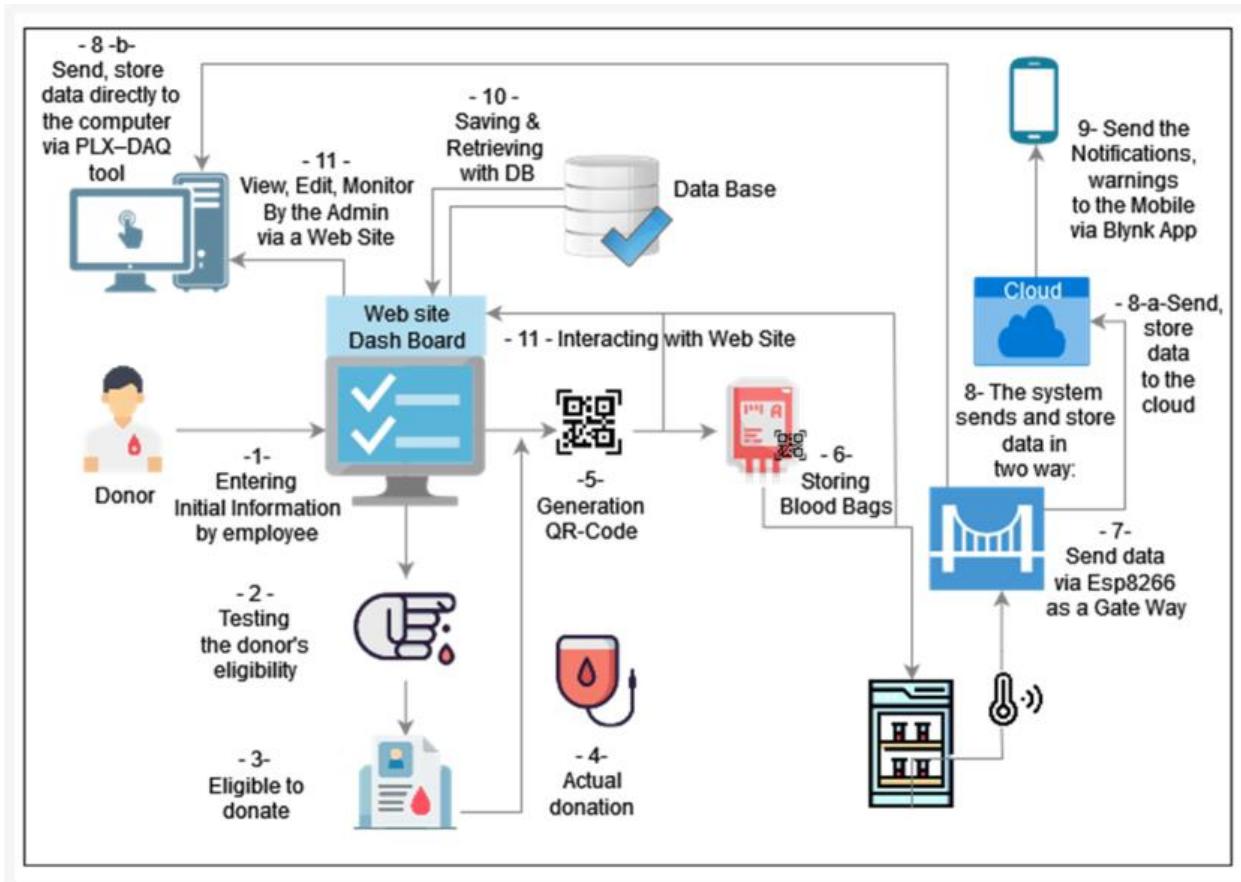 - 8 -b-
Send, store
data directly to
the computer
via PLX–DAQ
tool
- 11 -
View, Edit, Monitor
By the Admin
via a Web Site
- 10 -
Saving &
Retrieving
with DB
Data Base
9- Send the
Notifications,
warnings
to the Mobile
via Blynk App
Cloud
- 8-a-Send,
store
data
to the
cloud
8- The system
sends and store
data in
two way:
Web site
Dash Board
- 11 - Interacting with Web Site
Donor
-1-
Entering
Initial Information
by employee
-5-
Generation
QR-Code
A
- 6-
Storing
Blood Bags
- 7-
Send data
via Esp8266
as a Gate Way
- 2 -
Testing
the donor's
eligibility
-3-
Eligible to
donate
-4-
Actual
donation